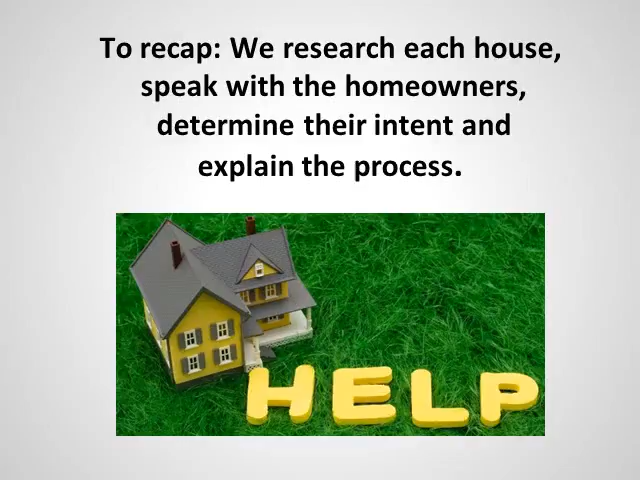 To recap: We research each house,
speak with the homeowners,
determine their intent and
explain the process.
HELP